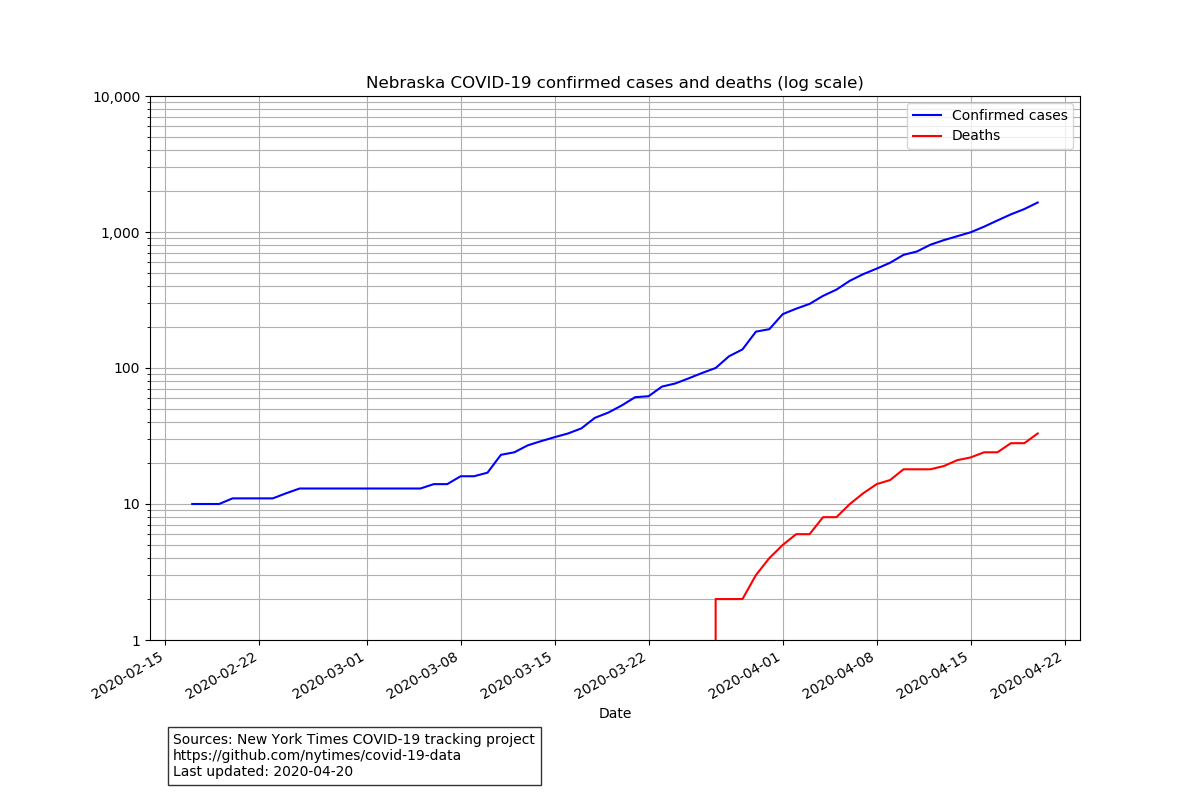 Nebraska COVID-19 confirmed cases and deaths (log scale)
10,000
1,000
100
10
1
Confirmed cases
Deaths
2020-02-15
2020-02-22
2020-03-01
2020-03-08
2020-03-15
2020-03-22
2020-04-01
2020-04-08
2020-04-15
2020-04-22
Date
Sources: New York Times COVID-19 tracking project
https://github.com/nytimes/covid-19-data
Last updated: 2020-04-20